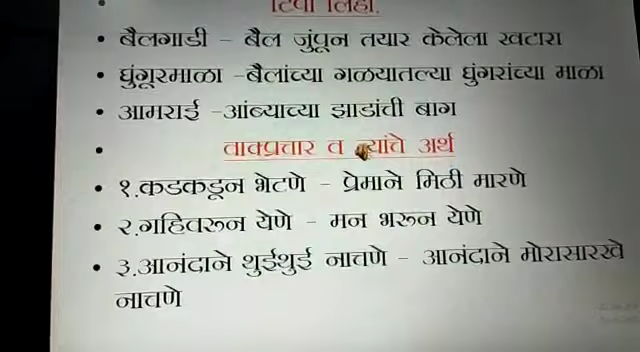 टिपा लिहा.
बैलगाडी – बैल जुंपून तयार केलेला खटारा
घुंगूरमाळा –बैलांच्या गळयातल्या घुंगरांच्या माळा
आमराई –आंब्याच्या झाडांची बाग
वाक्प्रचार व त्यांचे अर्थ
१.कडकडून भेटणे – प्रेमाने मिठी मारणे
२.गहिवरून येणे – मन भरून येणे
३.आनंदाने थुईथुई नाचणे – आनंदाने मोरासारखे
नाचणे